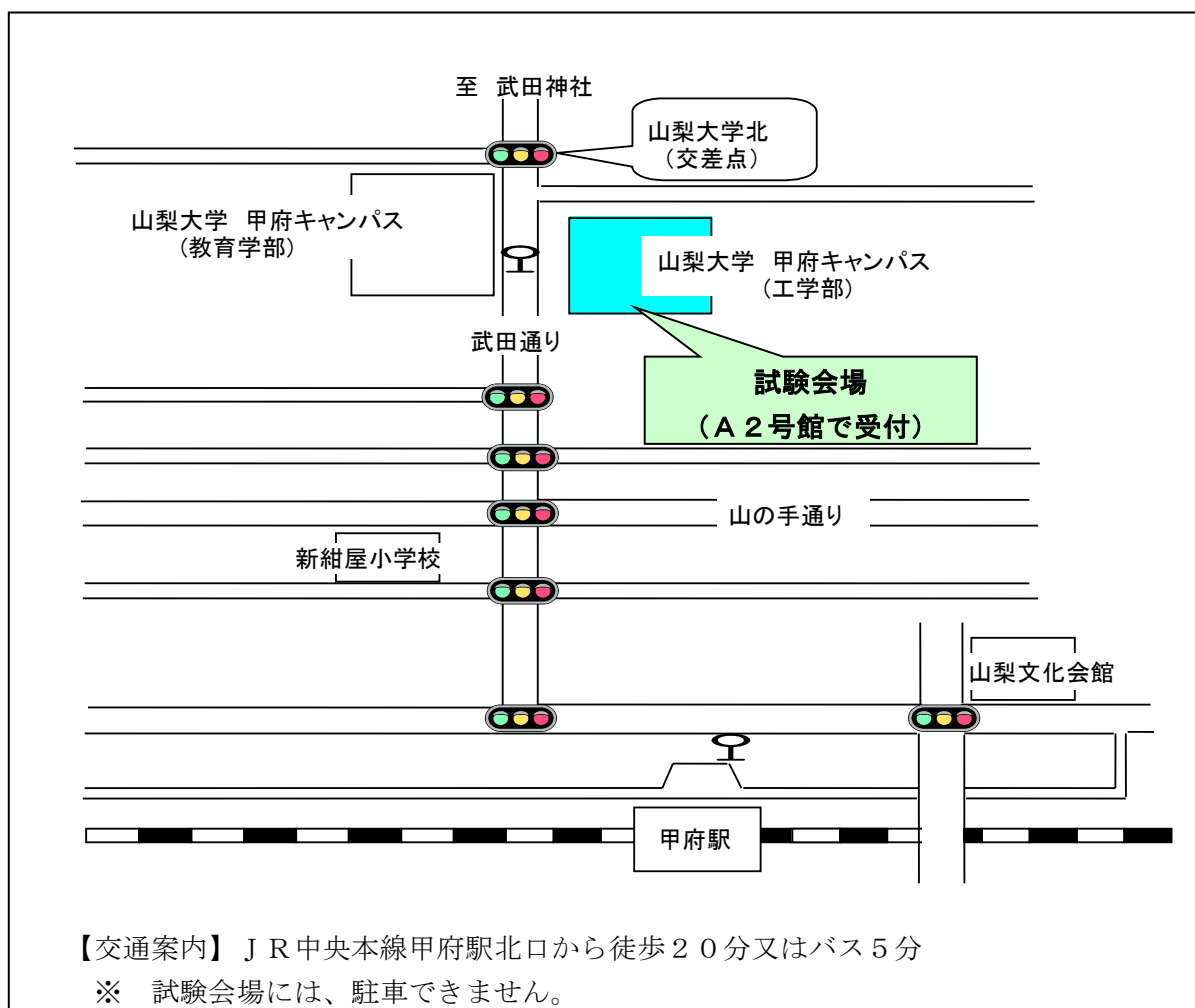 至　武田神社
山梨大学北
（交差点）
山梨大学　甲府キャンパス
（教育学部）
山梨大学　甲府キャンパス
（工学部）
武田通り
試験会場
（Ａ２号館で受付）
山の手通り
新紺屋小学校
山梨文化会館
甲府駅
【交通案内】ＪＲ中央本線甲府駅北口から徒歩２０分又はバス５分
※　試験会場には、駐車できません。